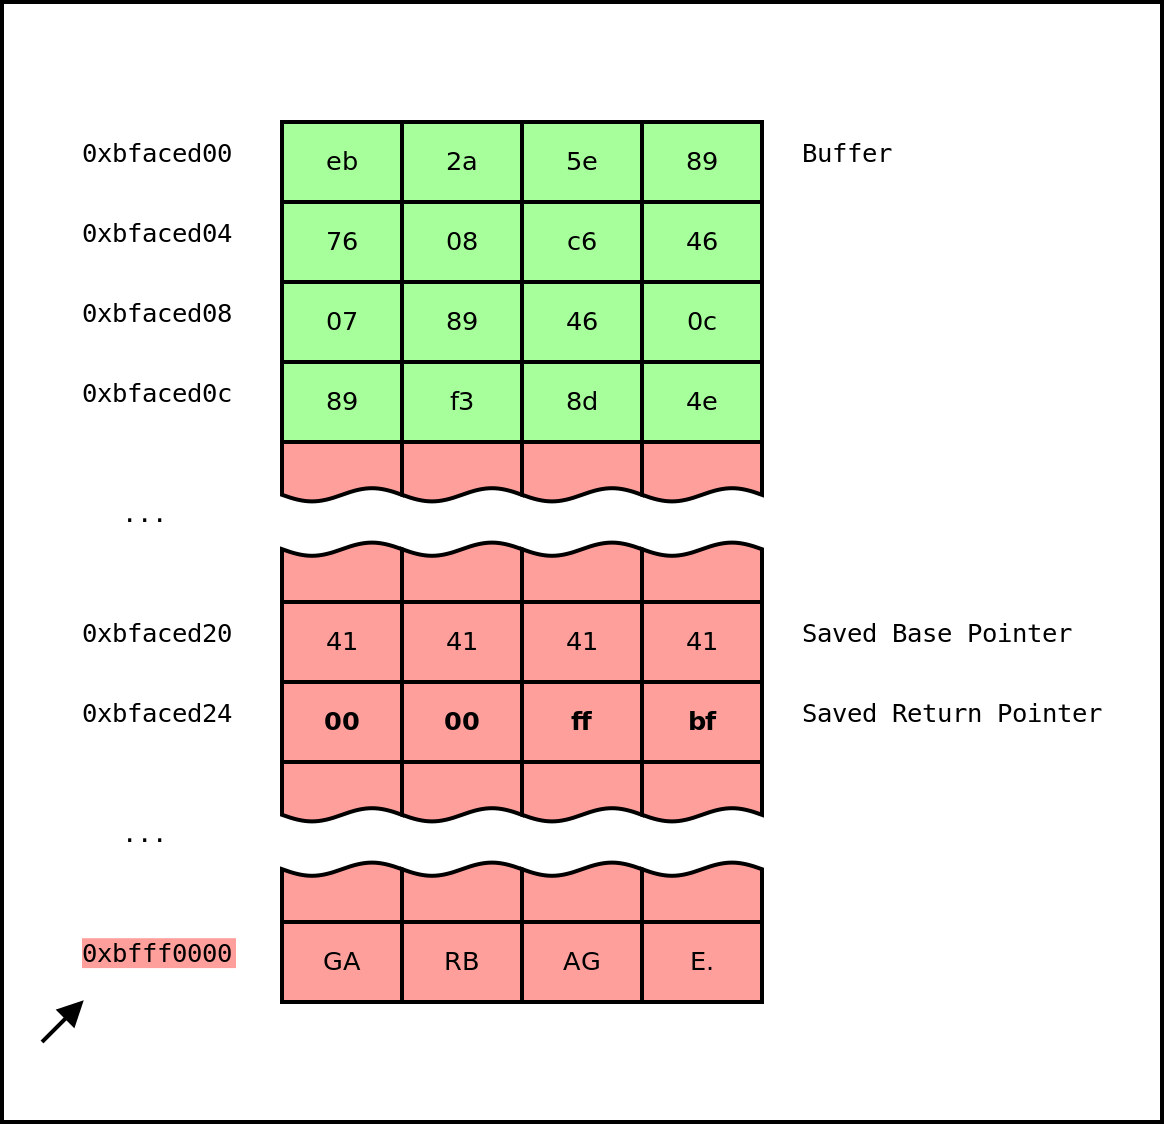 0xbfaced00 eb 2a 5e 89 Buffer
0xbfaced04 76 08 c6 46
0xbfaced08 07 89 46 0c
0xbfaced0c 89 f3 8d 4e
...
0xbfaced20 41 41 41 41 Saved Base Pointer
0xbfaced24 00 00 ff bf Saved Return Pointer
...
0xbfff0000 GA RB AG E.